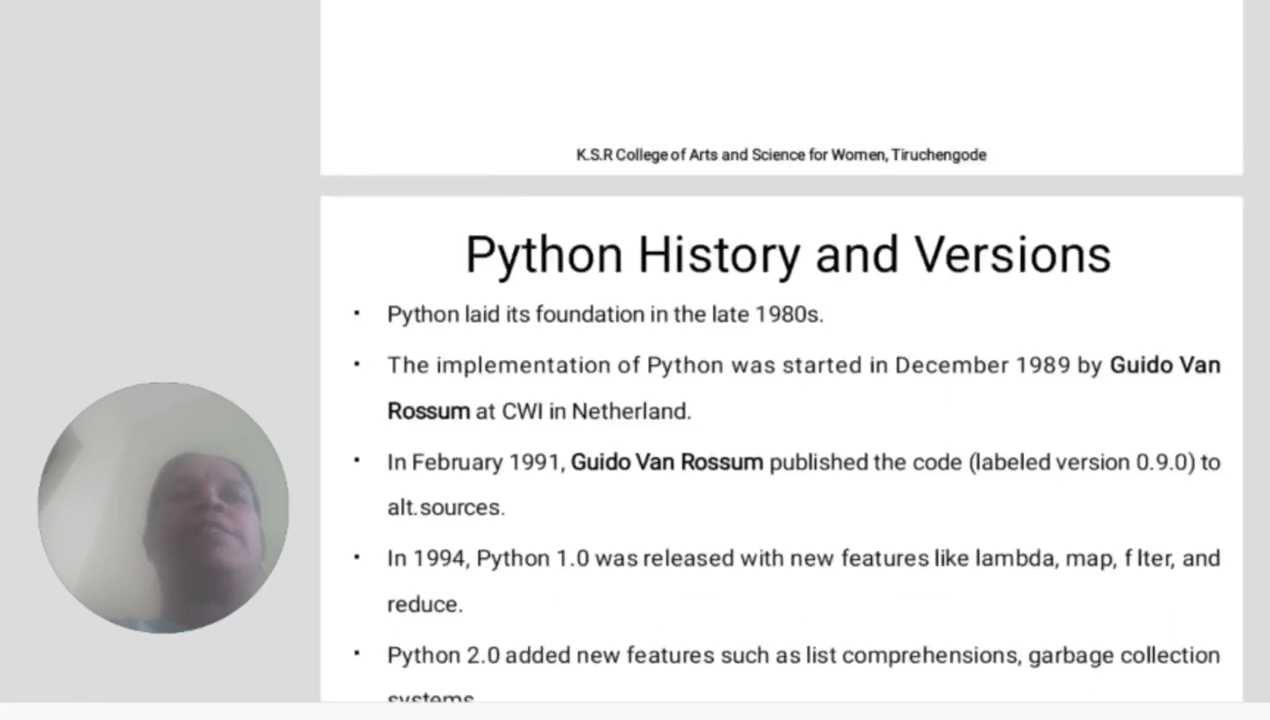 K.S.R College of Arts and Science for Women, Tiruchengode
Python History and Versions
• Python laid its foundation in the late 1980s.
• The implementation of Python was started in December 1989 by Guido Van
Rossum at CWI in Netherland.
• In February 1991, Guido Van Rossum published the code (labeled version 0.9.0) to
alt.sources.
• In 1994, Python 1.0 was released with new features like lambda, map, f lter, and
reduce.
• Python 2.0 added new features such as list comprehensions, garbage collection
systems.